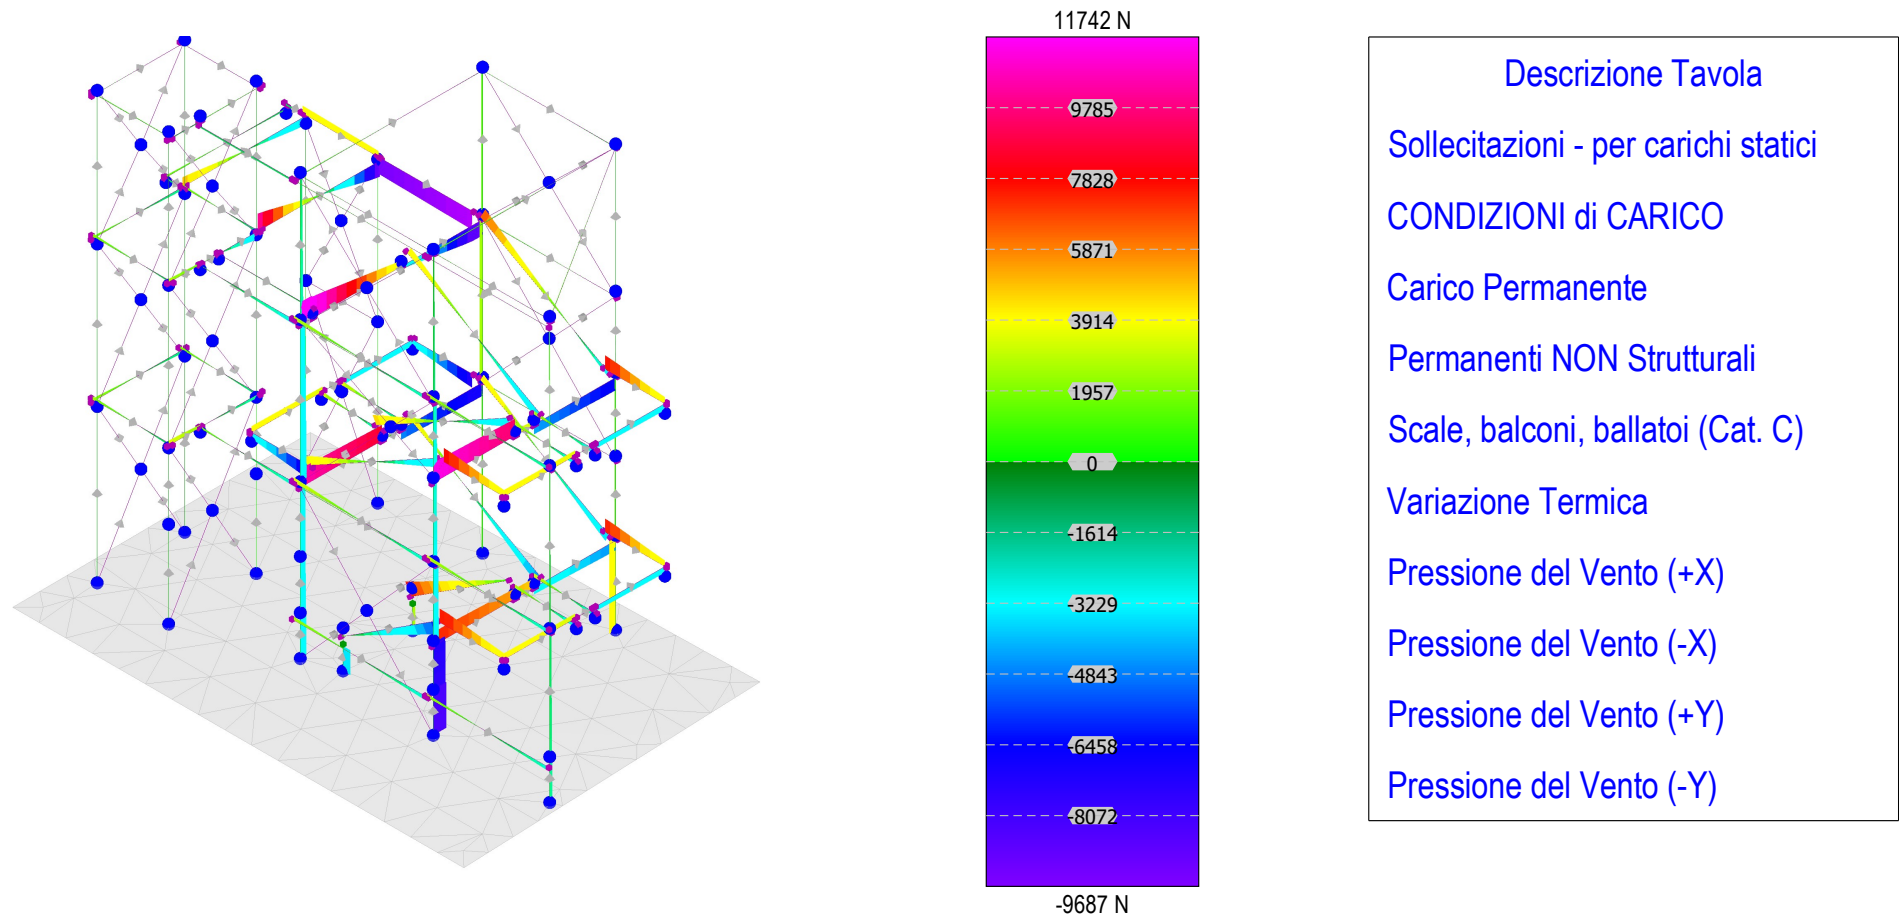 11742 N
9785
7828
5871
3914
1957
0
-1614
-3229
-4843
-6458
-8072
-9687 N
Descrizione Tavola
Sollecitazioni - per carichi statici
CONDIZIONI di CARICO
Carico Permanente
Permanenti NON Strutturali
Scale, balconi, ballatoi (Cat. C)
Variazione Termica
Pressione del Vento (+X)
Pressione del Vento (-X)
Pressione del Vento (+Y)
Pressione del Vento (-Y)